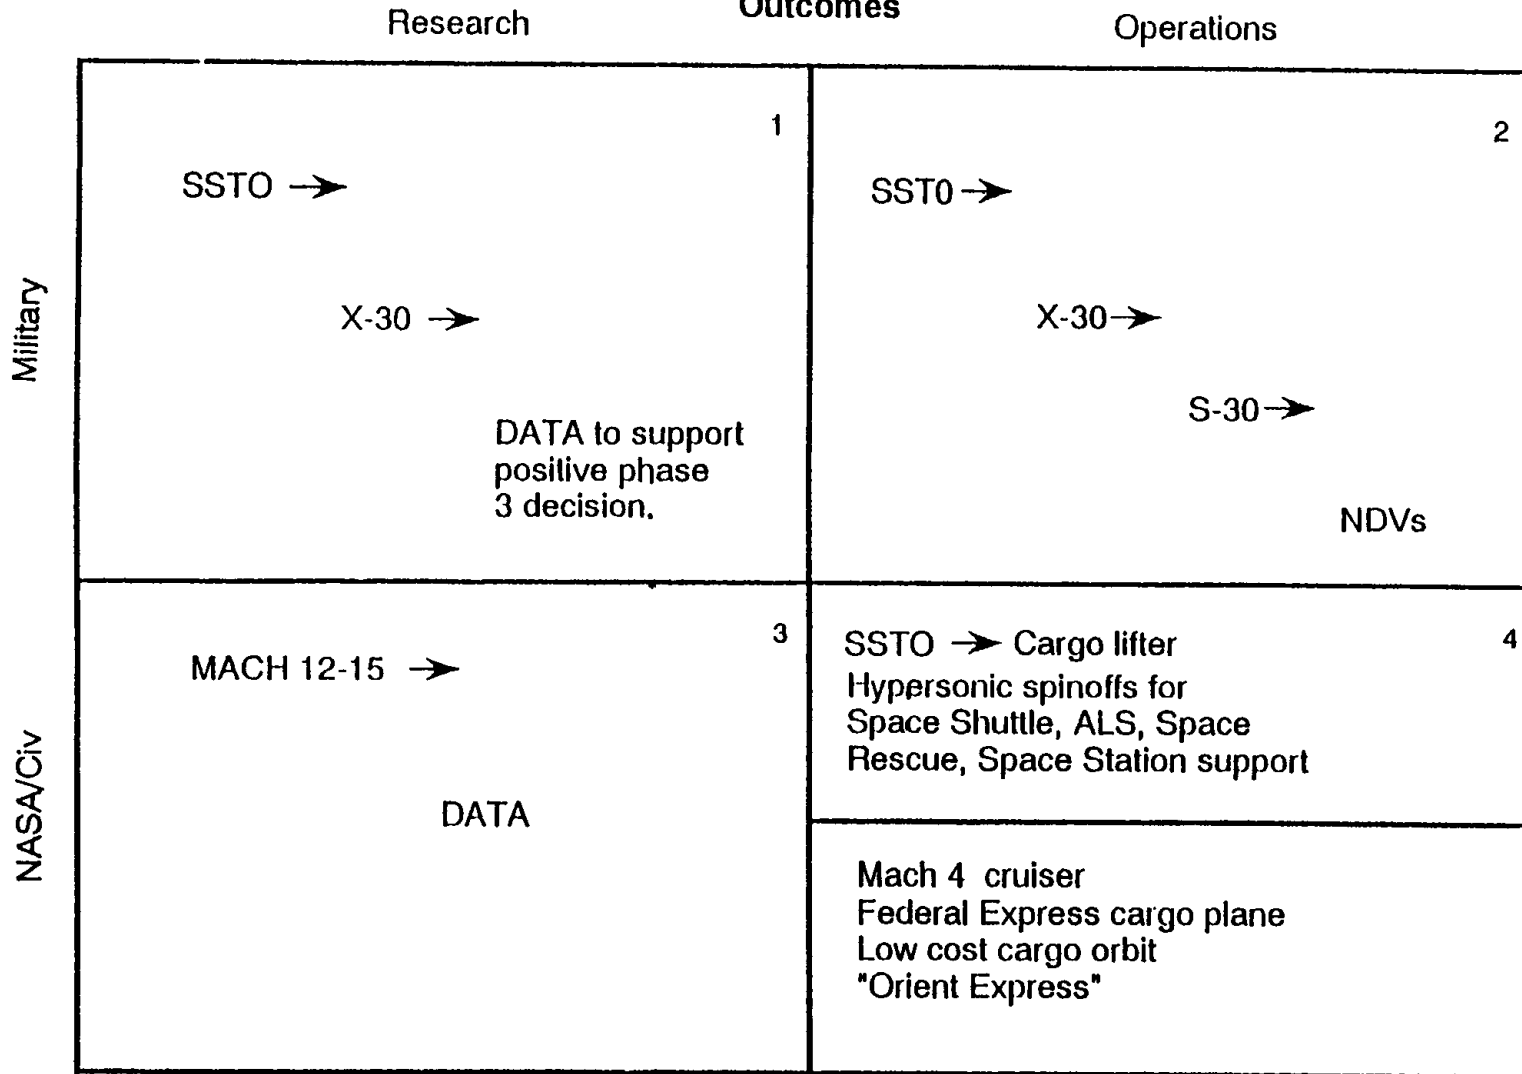 Outcomes
Research
Operations
Military
1
SSTO
X-30
DATA to support
positive phase
3 decision.
2
SST0
X-30
S-30
NDVs
NASA/Civ
3
MACH 12-15
DATA
4
SSTO → Cargo lifter
Hypersonic spinoffs for
Space Shuttle, ALS, Space
Rescue, Space Station support
Mach 4 cruiser
Federal Express cargo plane
Low cost cargo orbit
"Orient Express"